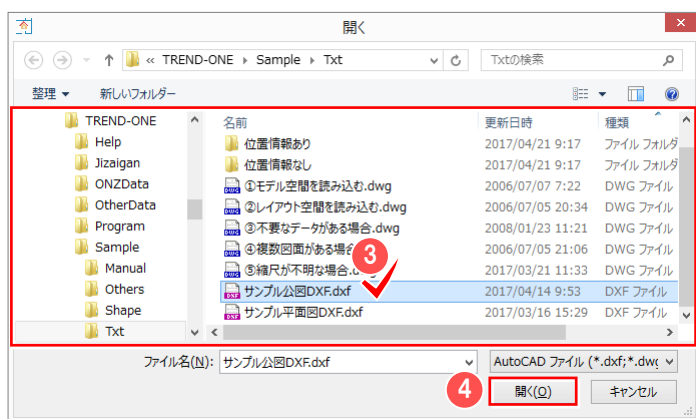 開く
« TREND-ONE ▸ Sample ▸ Txt
Txtの検索
整理 ▼ 新しいフォルダー
TREND-ONE
Help
Jizaigan
ONZData
OtherData
Program
Sample
Manual
Others
Shape
Txt
名前 更新日時 種類
位置情報あり 2017/04/21 9:17 ファイル フォルダ
位置情報なし 2017/04/21 9:17 ファイル フォルダ
①モデル空間を読み込む.dwg 2006/07/07 7:22 DWG ファイル
②レイアウト空間を読み込む.dwg 2006/07/05 20:34 DWG ファイル
③不要なデータがある場合.dwg 2008/01/23 11:21 DWG ファイル
④複数図面がある場合 2006/07/05 21:06 DWG ファイル
3
⑤縮尺が不明な場合.dwg 2017/03/21 11:33 DWG ファイル
サンプル公図DXF.dxf 2017/04/14 9:53 DXF ファイル
サンプル平面図DXF.dxf 2017/03/16 15:29 DXF ファイル
ファイル名(N): サンプル公図DXF.dxf AutoCAD ファイル (*.dxf;*.dwg
4 開く(O) キャンセル